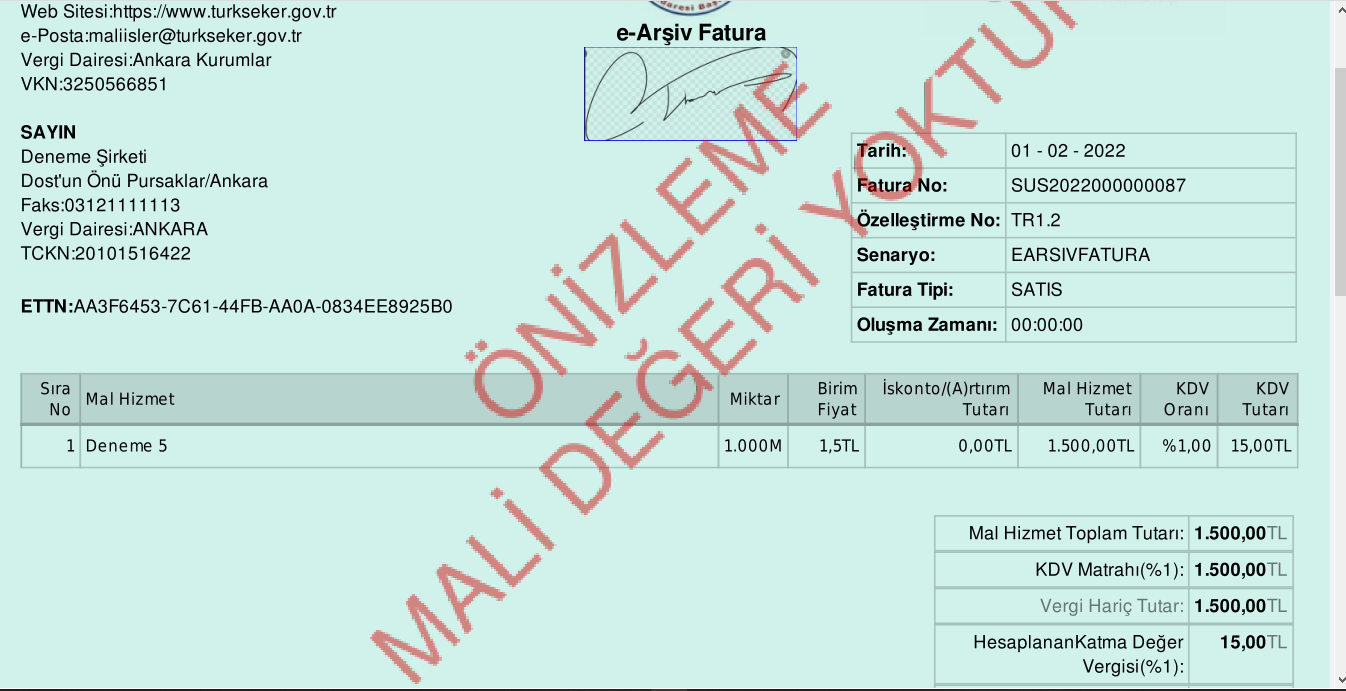 Web Sitesi:https://www.turkseker.gov.tr
e-Posta:maliisler@turkseker.gov.tr
Vergi Dairesi:Ankara Kurumlar
VKN:3250566851
e-Arşiv Fatura
SAYIN
Deneme Şirketi
Dost'un Önü Pursaklar/Ankara
Faks:03121111113
Vergi Dairesi:ANKARA
TCKN:20101516422
ETTN:AA3F6453-7C61-44FB-AA0A-0834EE8925B0
Tarih: 01 - 02 - 2022
Fatura No: SUS2022000000087
Özelleştirme No: TR1.2
Senaryo: EARSIVFATURA
Fatura Tipi: SATIS
Oluşma Zamanı: 00:00:00
ÖNİZLEME
MALİ DEĞERİ YOKTUR
Sıra No Mal Hizmet Miktar Birim Fiyat İskonto/(A)rtırım Tutarı Mal Hizmet Tutarı KDV Oranı KDV Tutarı
1 Deneme 5 1.000M 1,5TL 0,00TL 1.500,00TL %1,00 15,00TL
Mal Hizmet Toplam Tutarı: 1.500,00TL
KDV Matrahı(%1): 1.500,00TL
Vergi Hariç Tutar: 1.500,00TL
HesaplananKatma Değer 15,00TL
Vergisi(%1):